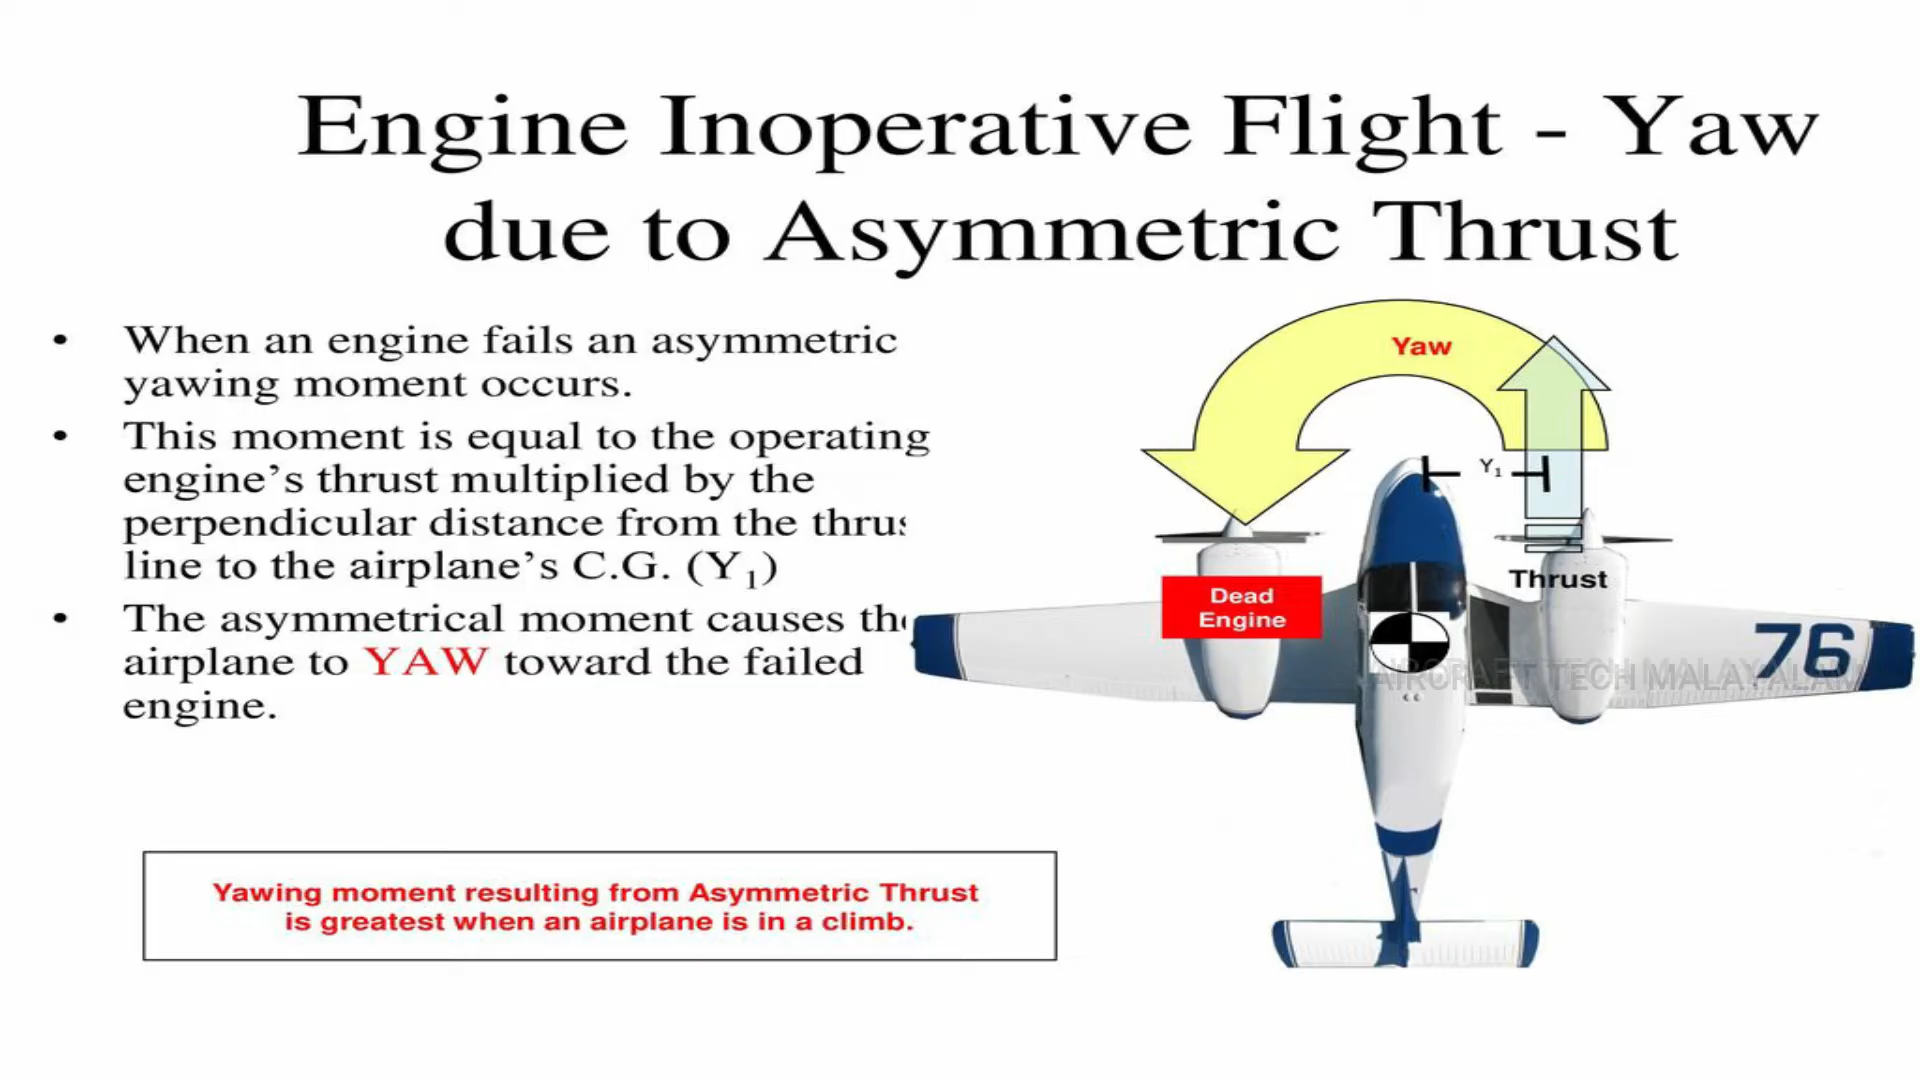 Engine Inoperative Flight - Yaw
due to Asymmetric Thrust
• When an engine fails an asymmetric
yawing moment occurs.
• This moment is equal to the operating
engine's thrust multiplied by the
perpendicular distance from the thrus
line to the airplane's C.G. (Y₁)
• The asymmetrical moment causes the
airplane to YAW toward the failed
engine.
Yawing moment resulting from Asymmetric Thrust
is greatest when an airplane is in a climb.
Yaw
Y₁
Thrust
Dead
Engine
76
AIRCRAFT TECH MALAYALAM